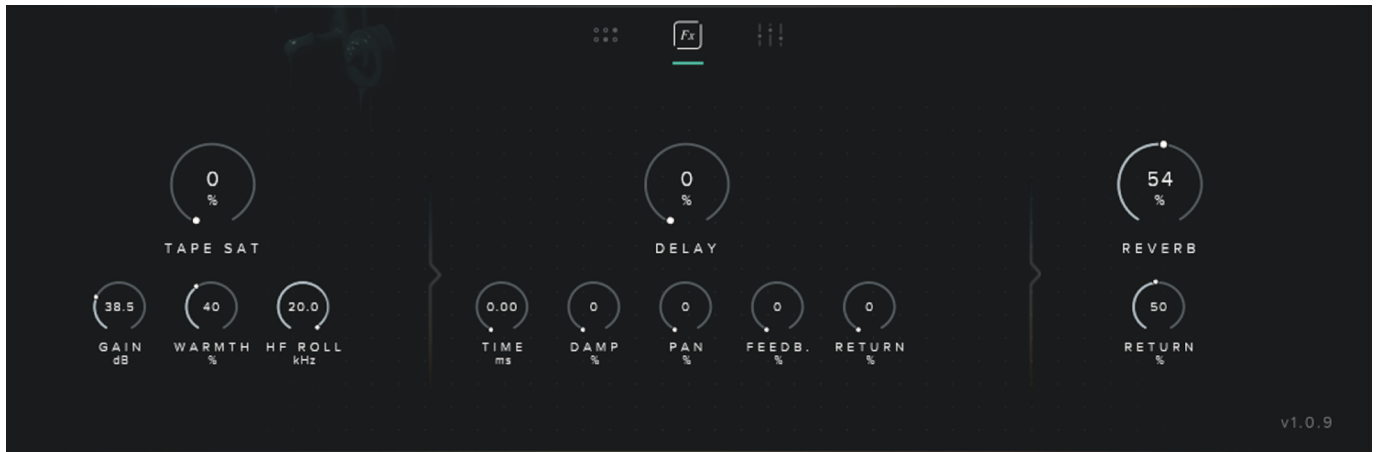 Fx
0
%
TAPE SAT
38.5
GAIN
dB
40
WARMTH
%
20.0
HF ROLL
kHz
0
%
DELAY
0.00
TIME
ms
0
DAMP
%
0
PAN
%
0
FEEDB.
%
0
RETURN
%
54
%
REVERB
50
RETURN
%
v1.0.9